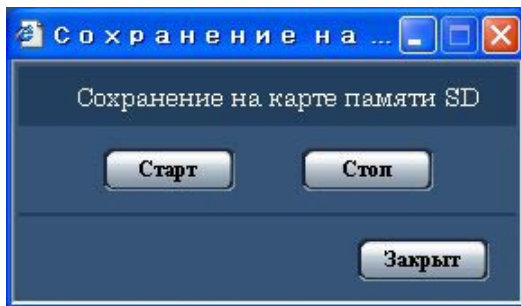 Сохранение на ...
Сохранение на карте памяти SD
Старт Стоп
Закрыт